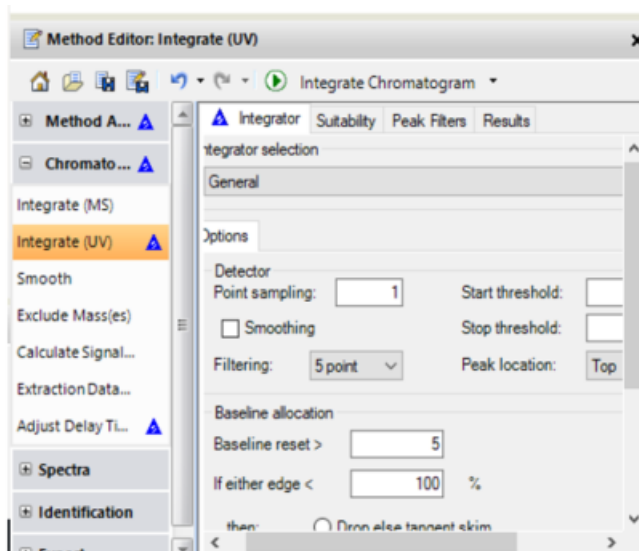 Method Editor: Integrate (UV)
Integrate Chromatogram
Method A...
Chromato...
Integrate (MS)
Integrate (UV)
Smooth
Exclude Mass(es)
Calculate Signal...
Extraction Data...
Adjust Delay Ti...
Spectra
Identification
Integrator Suitability Peak Filters Results
ntegrator selection
General
Options
Detector
Point sampling: 1 Start threshold:
Smoothing Stop threshold:
Filtering: 5 point Peak location: Top
Baseline allocation
Baseline reset > 5
If either edge < 100 %
then: Drop else tangent skim